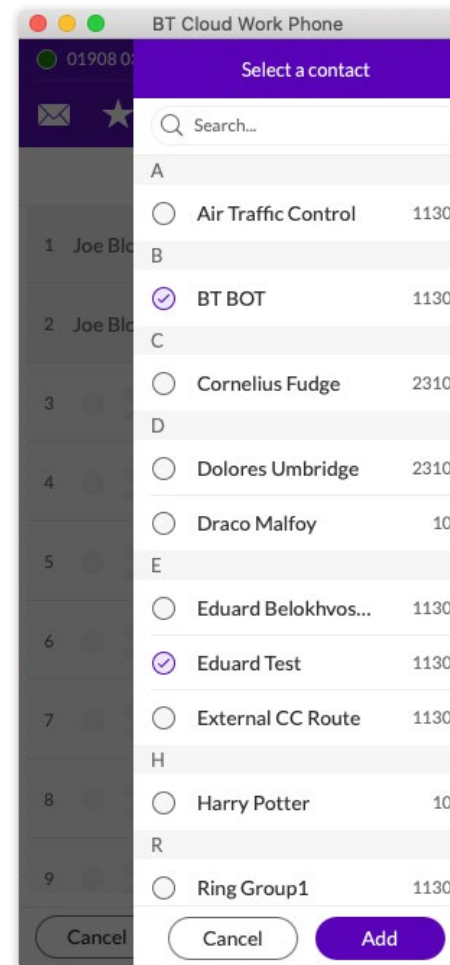 BT Cloud Work Phone
01908 03
Select a contact
Search...
A
Air Traffic Control 1130
B
1 Joe Blo
BT BOT 1130
2 Joe Blo
C
Cornelius Fudge 2310
3
D
Dolores Umbridge 2310
4
Draco Malfoy 10
5
E
Eduard Belokhvos... 1130
6
Eduard Test 1130
7
External CC Route 1130
H
8
Harry Potter 10
R
9
Ring Group1 1130
Cancel
Cancel Add